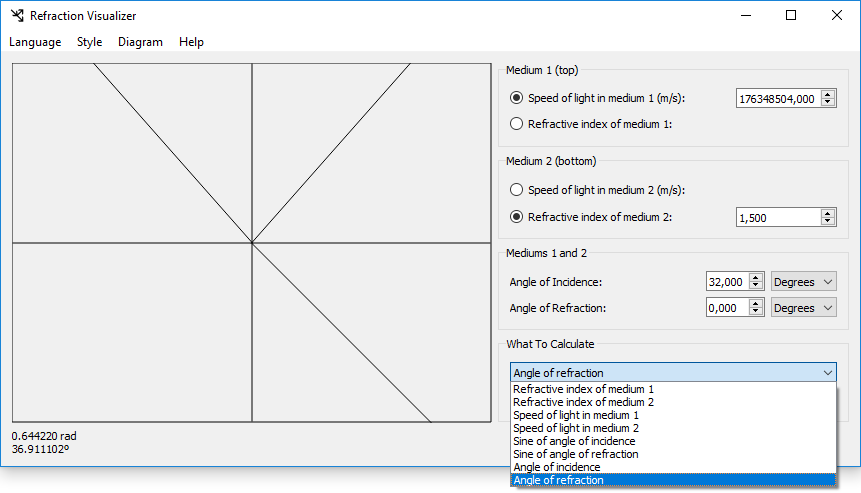 Refraction Visualizer
Language Style Diagram Help
Medium 1 (top)
Speed of light in medium 1 (m/s): 176348504,000
Refractive index of medium 1:
Medium 2 (bottom)
Speed of light in medium 2 (m/s):
Refractive index of medium 2: 1,500
Mediums 1 and 2
Angle of Incidence: 32,000 Degrees
Angle of Refraction: 0,000 Degrees
What To Calculate
Angle of refraction
Refractive index of medium 1
Refractive index of medium 2
Speed of light in medium 1
Speed of light in medium 2
Sine of angle of incidence
Sine of angle of refraction
Angle of incidence
Angle of refraction
0.644220 rad
36.911102º